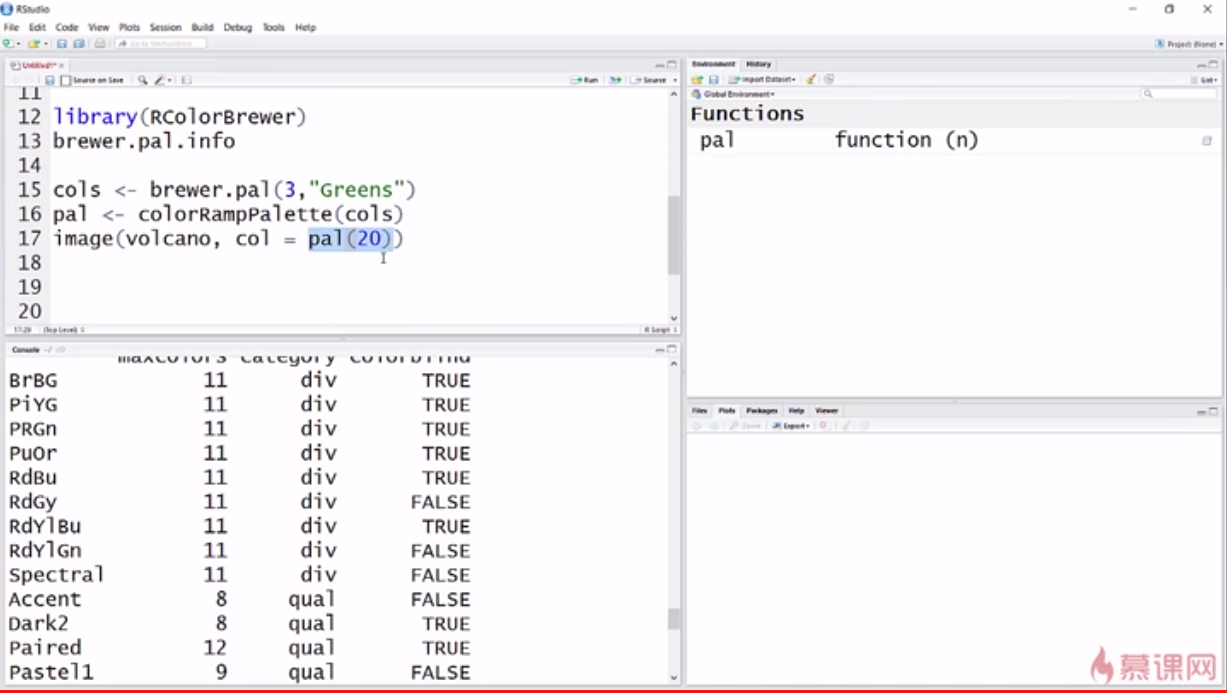 RStudio
File Edit Code View Plots Session Build Debug Tools Help
Go to file/function
Project: (None)
Untitled1*
Source on Save
Run
Source
11
12 library(RColorBrewer)
13 brewer.pal.info
14
15 cols <- brewer.pal(3,"Greens")
16 pal <- colorRampPalette(cols)
17 image(volcano, col = pal(20))
18
19
20
(Top Level)
R Script
Console ~/
maxcolors category colorblind
BrBG 11 div TRUE
PiYG 11 div TRUE
PRGn 11 div TRUE
PuOr 11 div TRUE
RdBu 11 div TRUE
RdGy 11 div FALSE
RdYlBu 11 div TRUE
RdYlGn 11 div FALSE
Spectral 11 div FALSE
Accent 8 qual FALSE
Dark2 8 qual TRUE
Paired 12 qual TRUE
Pastel1 9 qual FALSE
Environment History
Import Dataset
List
Global Environment
Functions
pal function (n)
Files Plots Packages Help Viewer
Zoom Export
慕课网